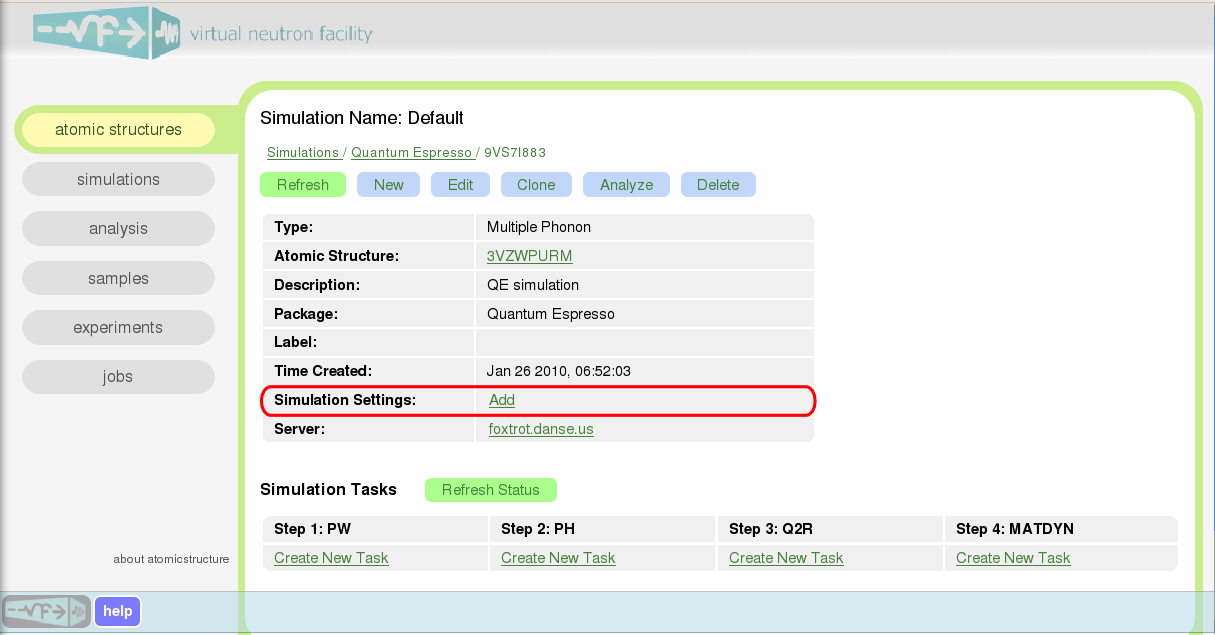 virtual neutron facility
atomic structures
simulations
analysis
samples
experiments
jobs
about atomicstructure
Simulation Name: Default
Simulations / Quantum Espresso / 9VS7I883
Refresh New Edit Clone Analyze Delete
Type: Multiple Phonon
Atomic Structure: 3VZWPURM
Description: QE simulation
Package: Quantum Espresso
Label:
Time Created: Jan 26 2010, 06:52:03
Simulation Settings: Add
Server: foxtrot.danse.us
Simulation Tasks Refresh Status
Step 1: PW Step 2: PH Step 3: Q2R Step 4: MATDYN
Create New Task Create New Task Create New Task Create New Task
help